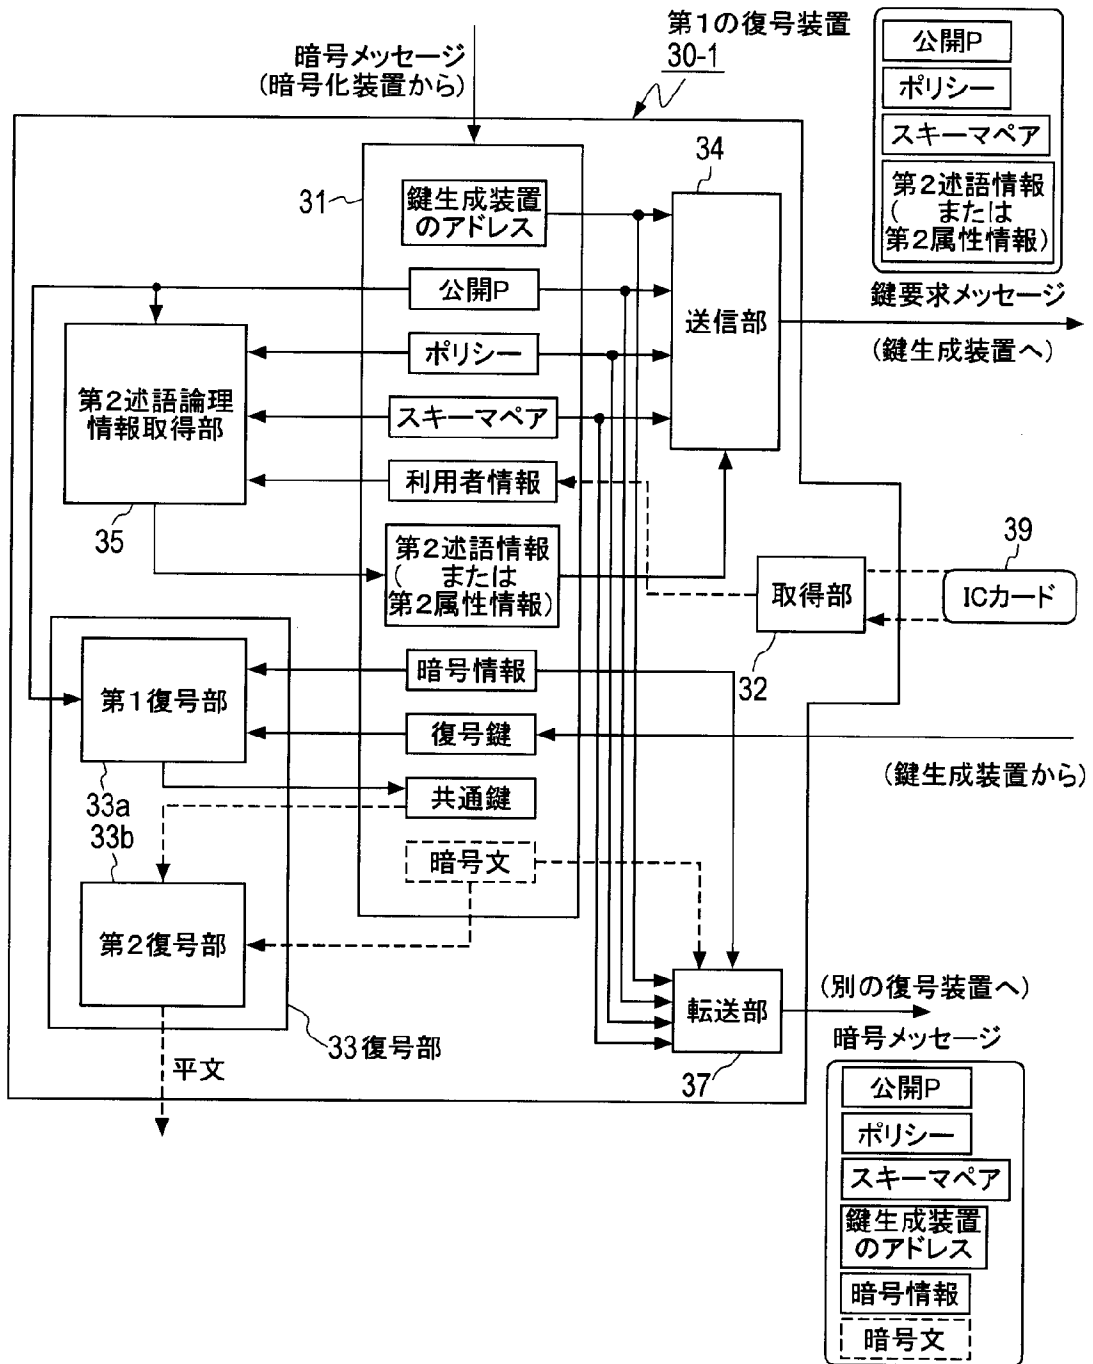 暗号メッセージ
(暗号化装置から)
第1の復号装置
30-1
公開P
ポリシー
スキーマペア
第2述語情報
( または
第2属性情報)
鍵要求メッセージ
(鍵生成装置へ)
31
鍵生成装置
のアドレス
公開P
ポリシー
スキーマペア
利用者情報
第2述語情報
( または
第2属性情報)
暗号情報
復号鍵
共通鍵
暗号文
34
送信部
第2述語論理
情報取得部
35
取得部
32
39
ICカード
(鍵生成装置から)
第1復号部
33a
33b
第2復号部
33復号部
平文
転送部
37
(別の復号装置へ)
暗号メッセージ
公開P
ポリシー
スキーマペア
鍵生成装置
のアドレス
暗号情報
暗号文